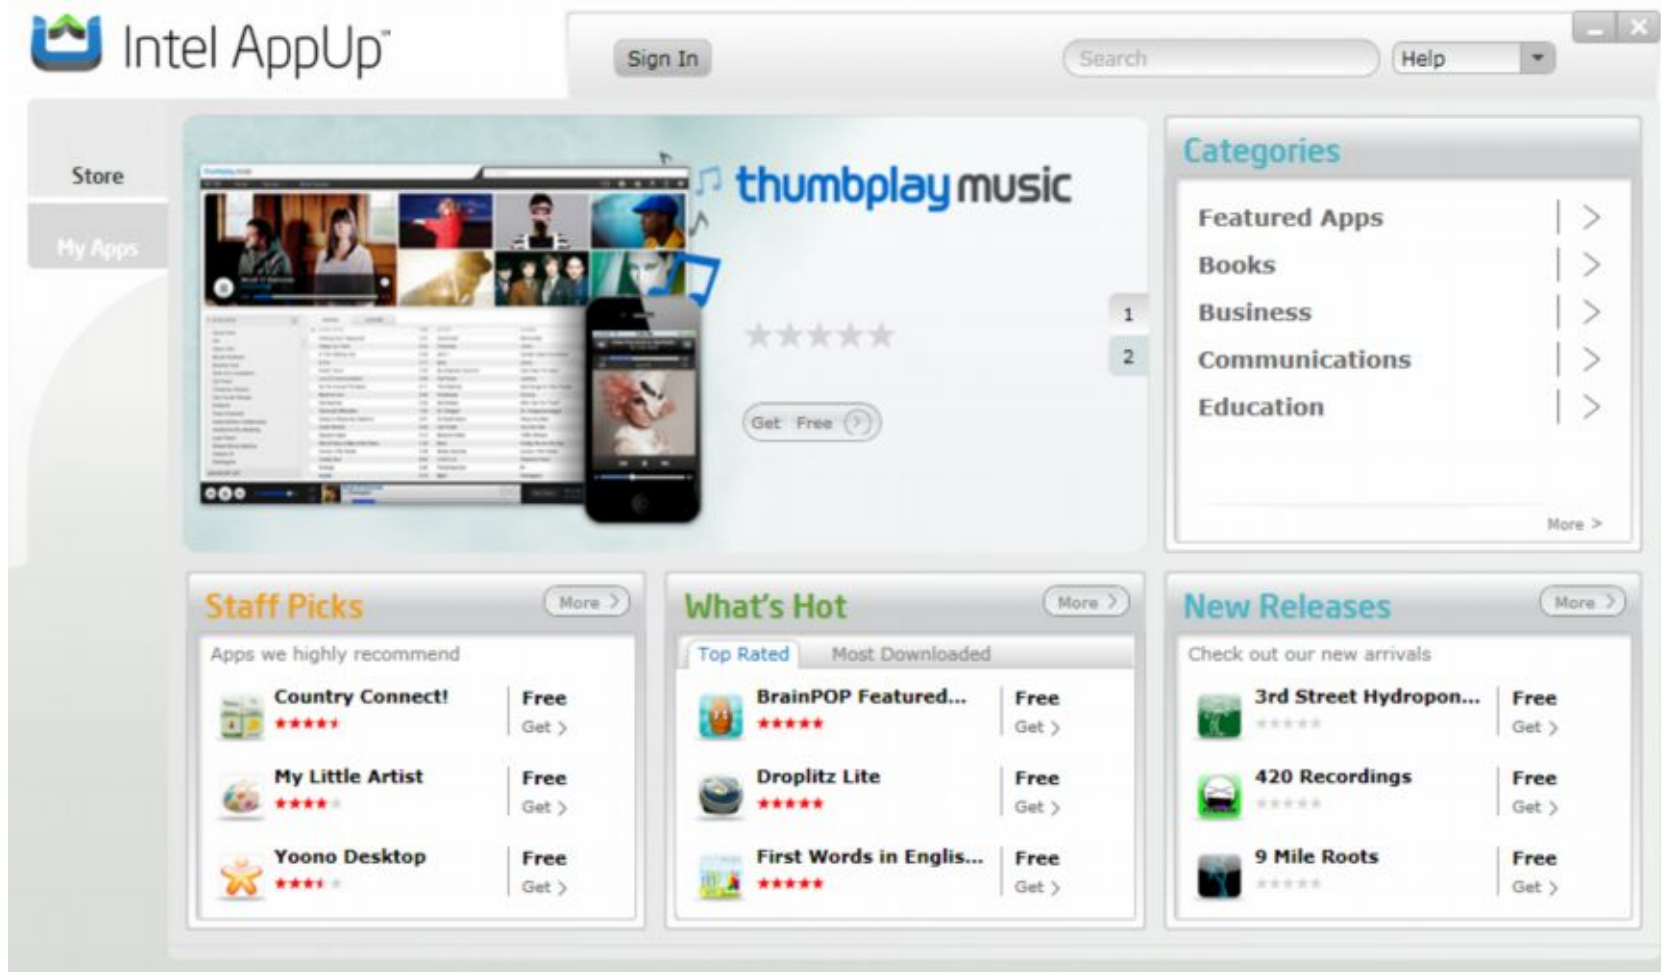 Intel AppUp℠
Sign In
Search
Help
Store
My Apps
thumbplay music
Get Free
1
2
Categories
Featured Apps
Books
Business
Communications
Education
More >
Staff Picks
More >
Apps we highly recommend
Country Connect!
Free
Get >
My Little Artist
Free
Get >
Yoono Desktop
Free
Get >
What's Hot
More >
Top Rated Most Downloaded
BrainPOP Featured...
Free
Get >
Droplitz Lite
Free
Get >
First Words in Englis...
Free
Get >
New Releases
More >
Check out our new arrivals
3rd Street Hydropon...
Free
Get >
420 Recordings
Free
Get >
9 Mile Roots
Free
Get >